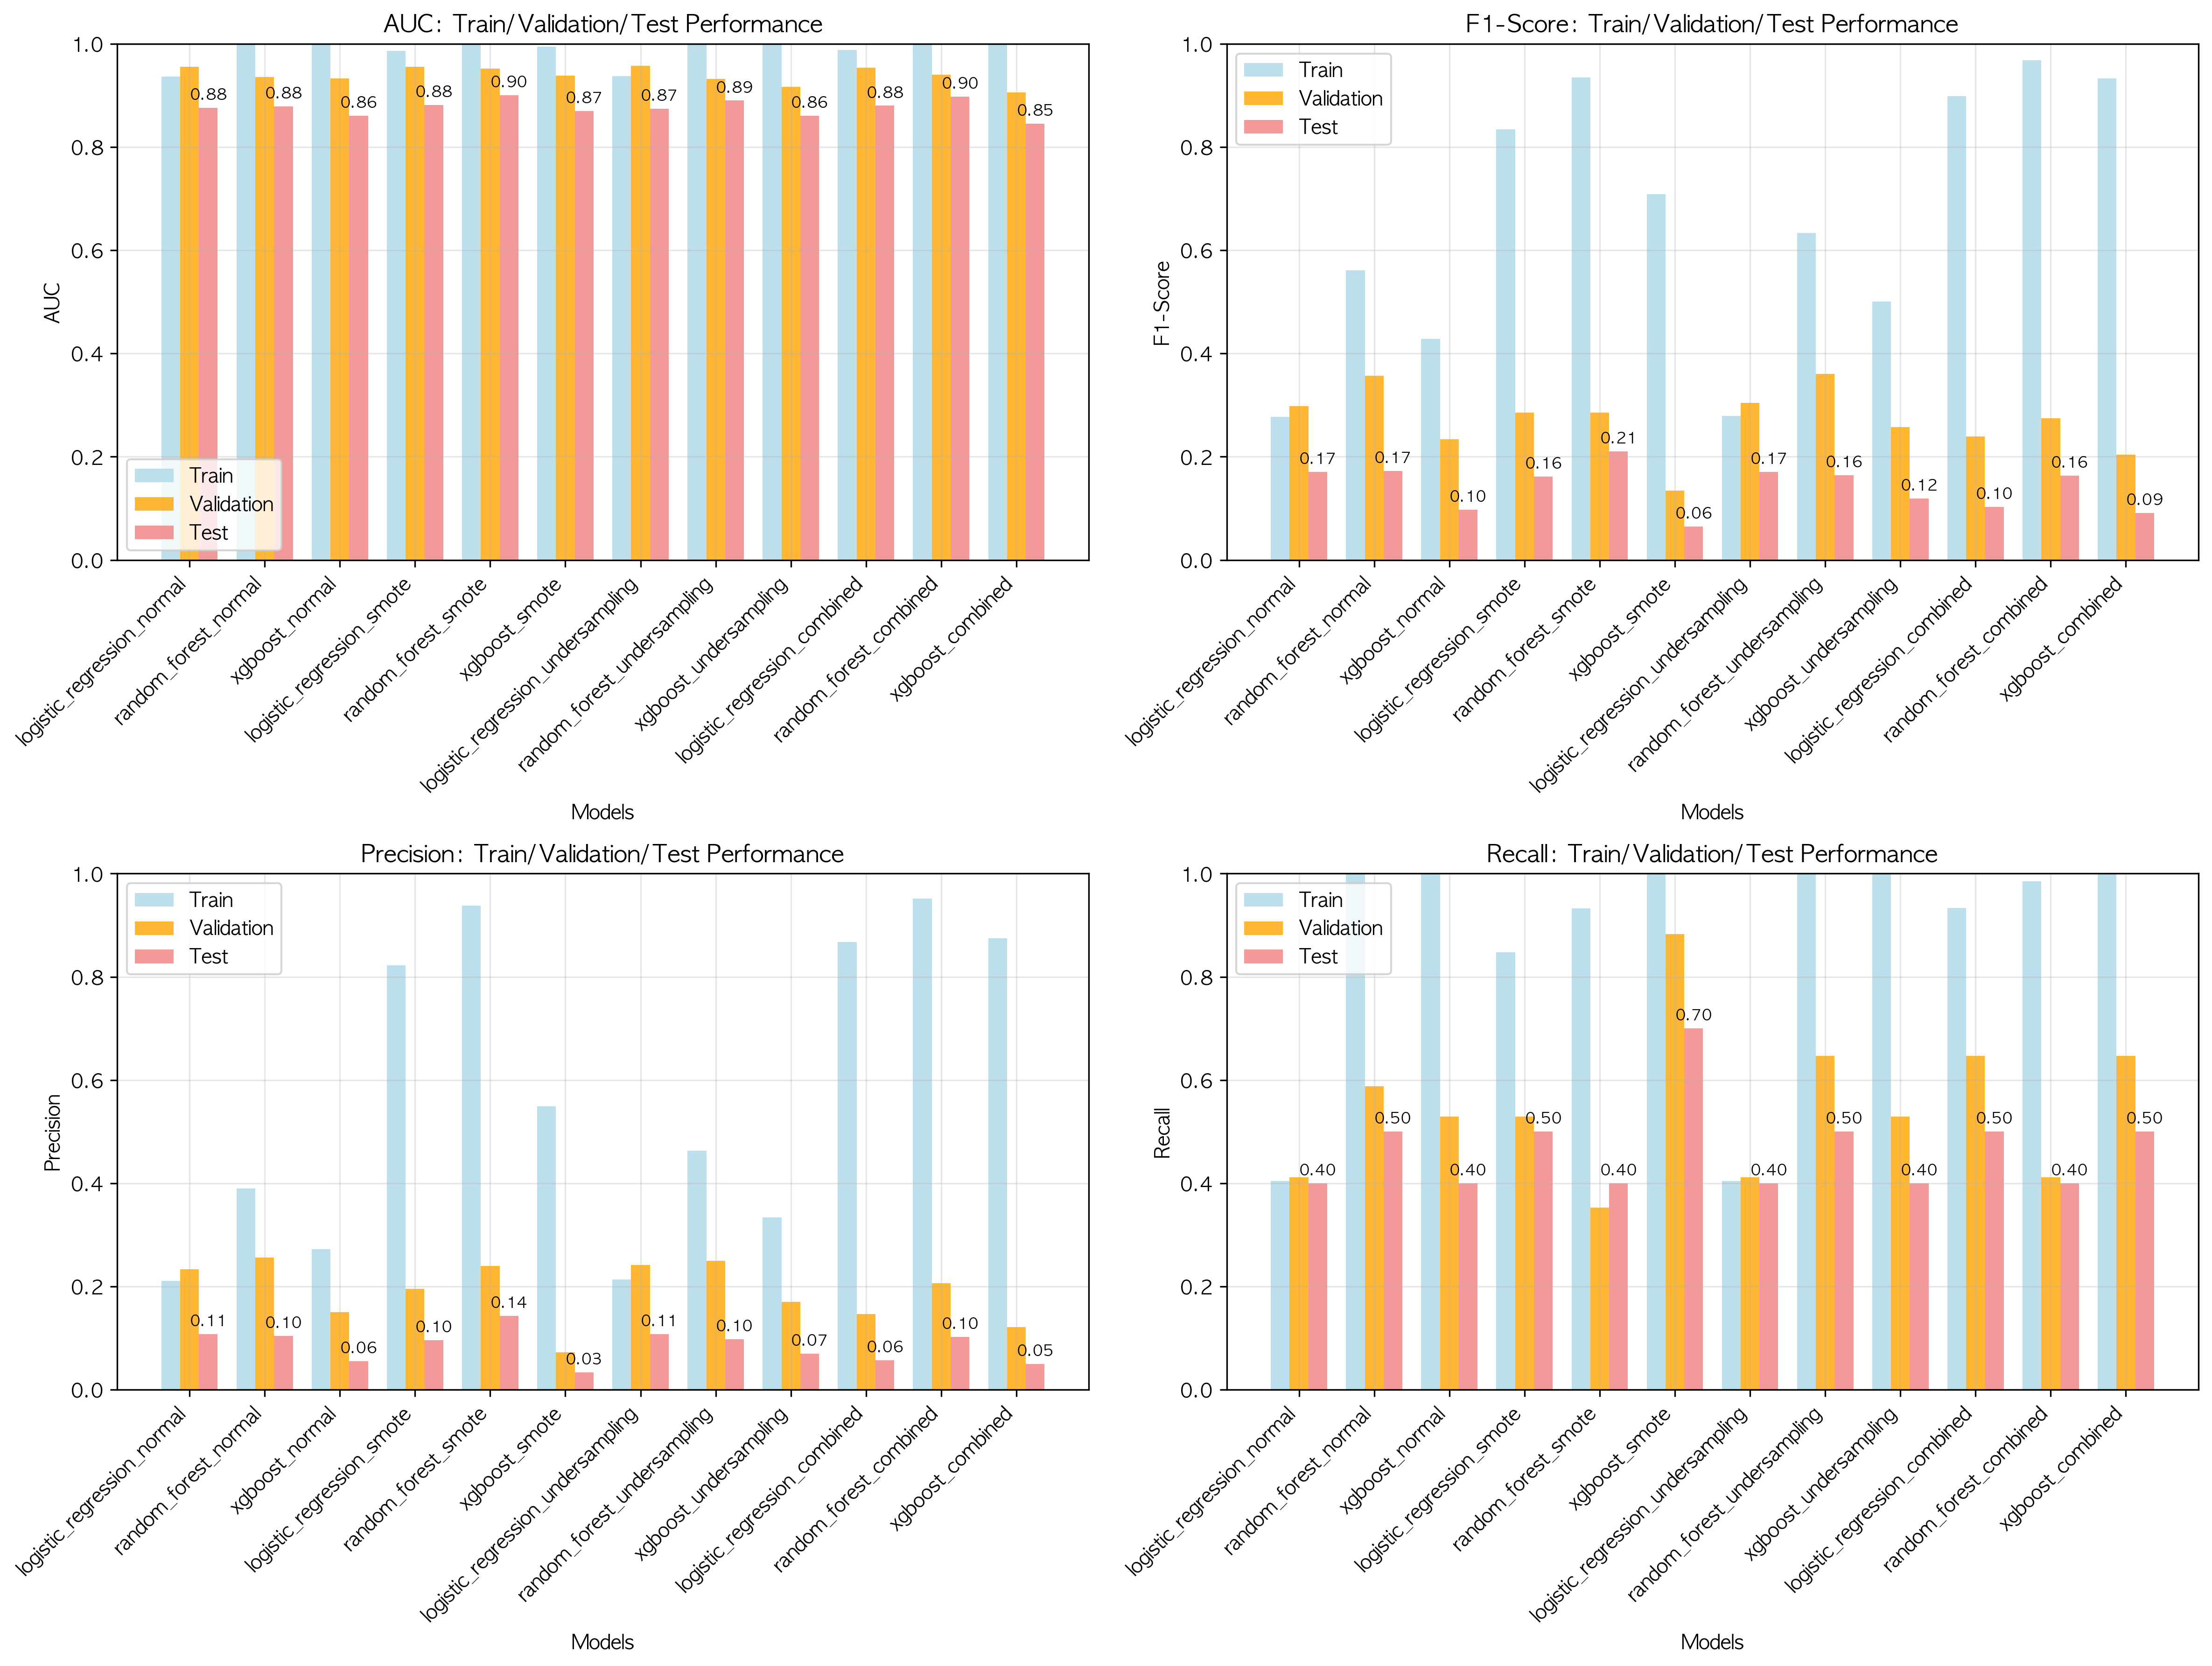 AUC: Train/Validation/Test Performance
1.0
0.8
0.6
0.4
0.2
0.0
AUC
0.88
0.88
0.86
0.88
0.90
0.87
0.87
0.89
0.86
0.88
0.90
0.85
Train
Validation
Test
logistic_regression_normal
random_forest_normal
xgboost_normal
logistic_regression_smote
random_forest_smote
xgboost_smote
logistic_regression_undersampling
random_forest_undersampling
xgboost_undersampling
logistic_regression_combined
random_forest_combined
xgboost_combined
Models
F1-Score: Train/Validation/Test Performance
1.0
0.8
0.6
0.4
0.2
0.0
F1-Score
Train
Validation
Test
0.17
0.17
0.10
0.16
0.21
0.06
0.17
0.16
0.12
0.10
0.16
0.09
logistic_regression_normal
random_forest_normal
xgboost_normal
logistic_regression_smote
random_forest_smote
xgboost_smote
logistic_regression_undersampling
random_forest_undersampling
xgboost_undersampling
logistic_regression_combined
random_forest_combined
xgboost_combined
Models
Precision: Train/Validation/Test Performance
1.0
0.8
0.6
0.4
0.2
0.0
Precision
Train
Validation
Test
0.11
0.10
0.06
0.10
0.14
0.03
0.11
0.10
0.07
0.06
0.10
0.05
logistic_regression_normal
random_forest_normal
xgboost_normal
logistic_regression_smote
random_forest_smote
xgboost_smote
logistic_regression_undersampling
random_forest_undersampling
xgboost_undersampling
logistic_regression_combined
random_forest_combined
xgboost_combined
Models
Recall: Train/Validation/Test Performance
1.0
0.8
0.6
0.4
0.2
0.0
Recall
Train
Validation
Test
0.40
0.50
0.40
0.50
0.40
0.70
0.40
0.50
0.40
0.50
0.40
0.50
logistic_regression_normal
random_forest_normal
xgboost_normal
logistic_regression_smote
random_forest_smote
xgboost_smote
logistic_regression_undersampling
random_forest_undersampling
xgboost_undersampling
logistic_regression_combined
random_forest_combined
xgboost_combined
Models